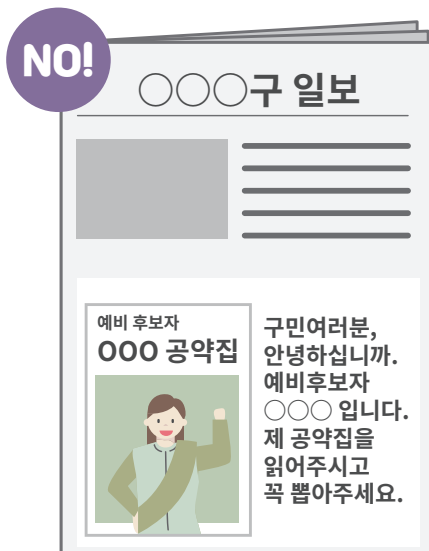 NO!
○○○구 일보
예비 후보자
OOO 공약집
구민여러분,
안녕하십니까.
예비후보자
○○○ 입니다.
제 공약집을
읽어주시고
꼭 뽑아주세요.